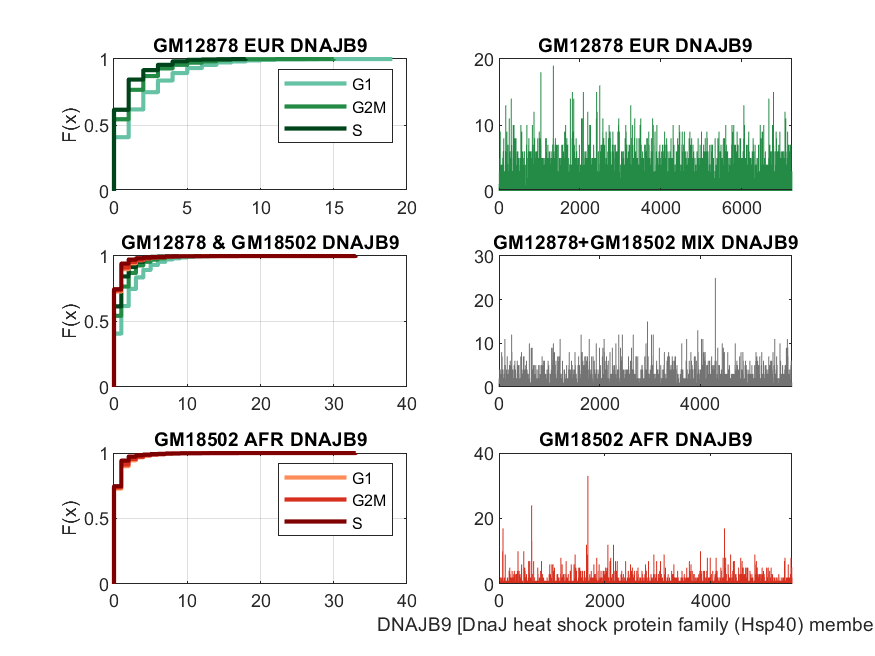 GM12878 EUR DNAJB9
1
0.5
0
F(x)
0 5 10 15 20
G1
G2M
S
GM12878 EUR DNAJB9
20
15
10
5
0
0 2000 4000 6000
GM12878 & GM18502 DNAJB9
1
0.5
0
F(x)
0 10 20 30 40
GM12878+GM18502 MIX DNAJB9
30
20
10
0
0 2000 4000
GM18502 AFR DNAJB9
1
0.5
0
F(x)
0 10 20 30 40
G1
G2M
S
GM18502 AFR DNAJB9
40
20
0
0 2000 4000
DNAJB9 [DnaJ heat shock protein family (Hsp40) membe